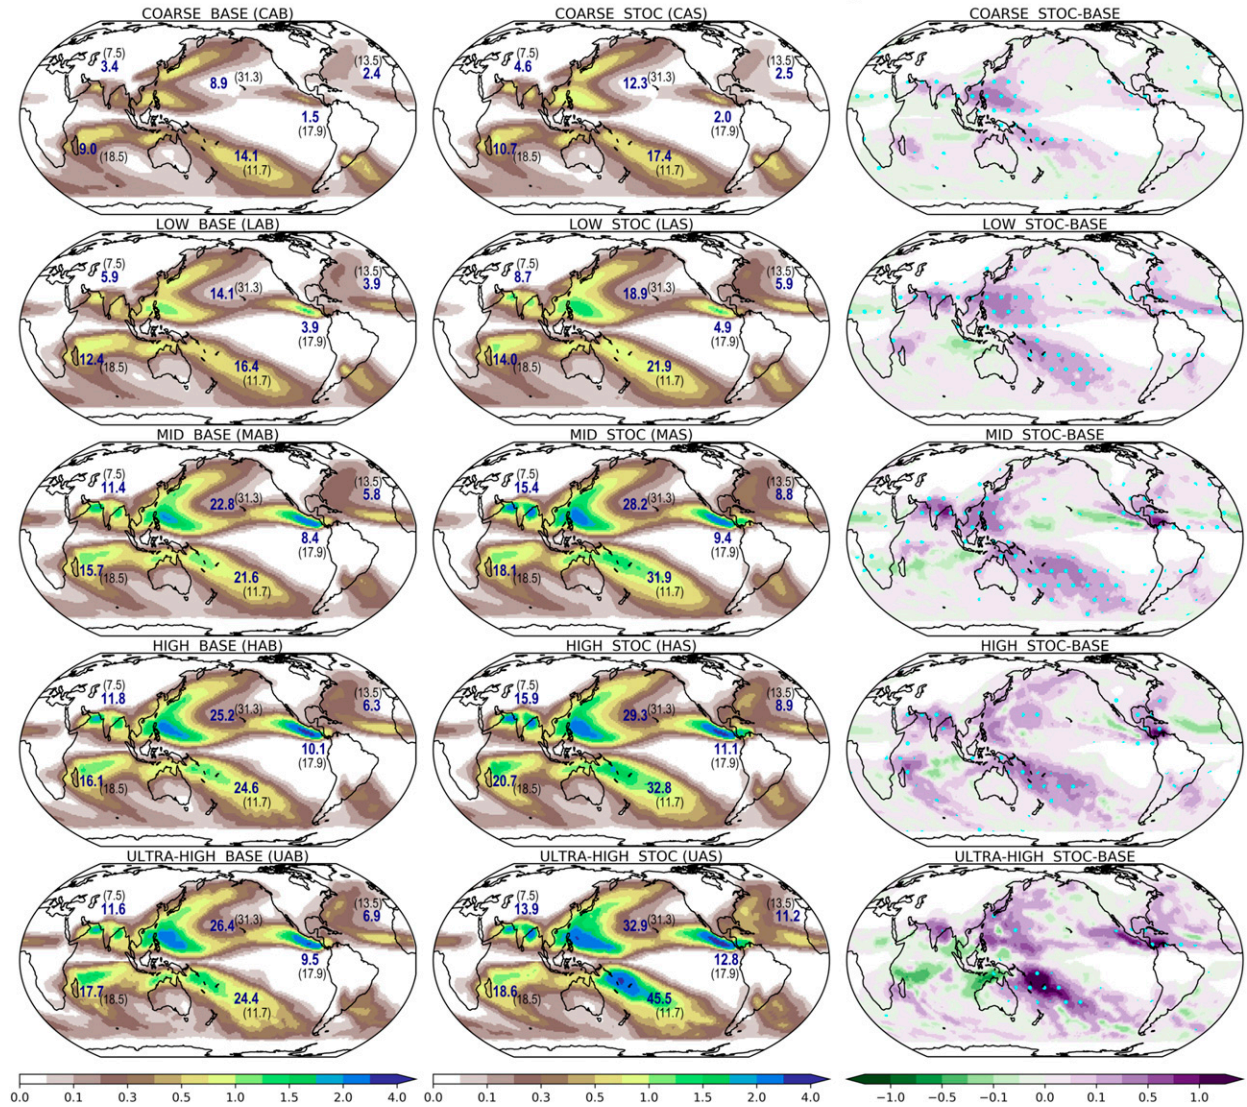 COARSE BASE (CAB) COARSE STOC (CAS) COARSE STOC-BASE
(7.5) 3.4 8.9 (31.3) (13.5) 2.4 1.5 (17.9) 9.0 (18.5) 14.1 (11.7)
(7.5) 4.6 12.3 (31.3) (13.5) 2.5 2.0 (17.9) 10.7 (18.5) 17.4 (11.7)
LOW BASE (LAB) LOW STOC (LAS) LOW STOC-BASE
(7.5) 5.9 14.1 (31.3) (13.5) 3.9 3.9 (17.9) 12.4 (18.5) 16.4 (11.7)
(7.5) 8.7 18.9 (31.3) (13.5) 5.9 4.9 (17.9) 14.0 (18.5) 21.9 (11.7)
MID BASE (MAB) MID STOC (MAS) MID STOC-BASE
(7.5) 11.4 22.8 (31.3) (13.5) 5.8 8.4 (17.9) 15.7 (18.5) 21.6 (11.7)
(7.5) 15.4 28.2 (31.3) (13.5) 8.8 9.4 (17.9) 18.1 (18.5) 31.9 (11.7)
HIGH BASE (HAB) HIGH STOC (HAS) HIGH STOC-BASE
(7.5) 11.8 25.2 (31.3) (13.5) 6.3 10.1 (17.9) 16.1 (18.5) 24.6 (11.7)
(7.5) 15.9 29.3 (31.3) (13.5) 8.9 11.1 (17.9) 20.7 (18.5) 32.8 (11.7)
ULTRA-HIGH BASE (UAB) ULTRA-HIGH STOC (UAS) ULTRA-HIGH STOC-BASE
(7.5) 11.6 26.4 (31.3) (13.5) 6.9 9.5 (17.9) 17.7 (18.5) 24.4 (11.7)
(7.5) 13.9 32.9 (31.3) (13.5) 11.2 12.8 (17.9) 18.6 (18.5) 45.5 (11.7)
0.0 0.1 0.3 0.5 1.0 1.5 2.0 4.0
0.0 0.1 0.3 0.5 1.0 1.5 2.0 4.0
−1.0 −0.5 −0.1 0.0 0.1 0.5 1.0